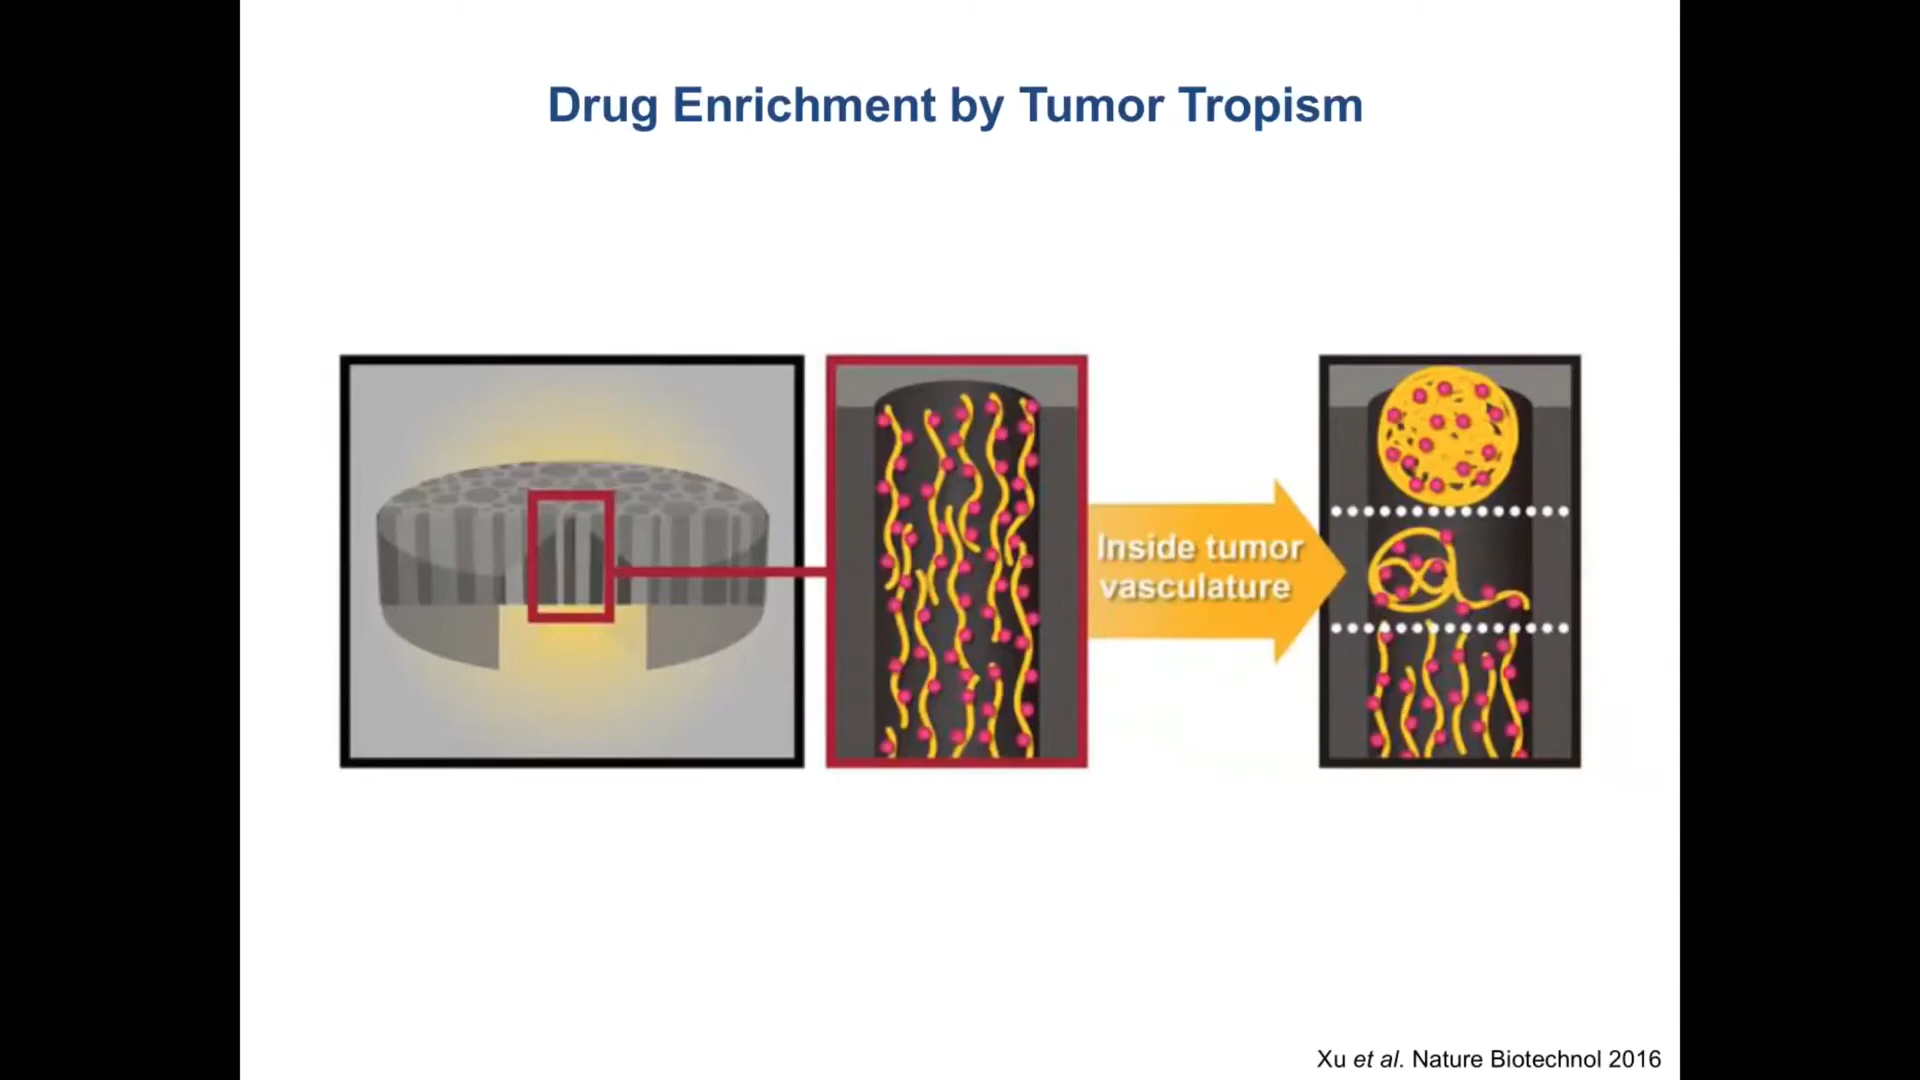 Drug Enrichment by Tumor Tropism
Inside tumor
vasculature
Xu et al. Nature Biotechnol 2016